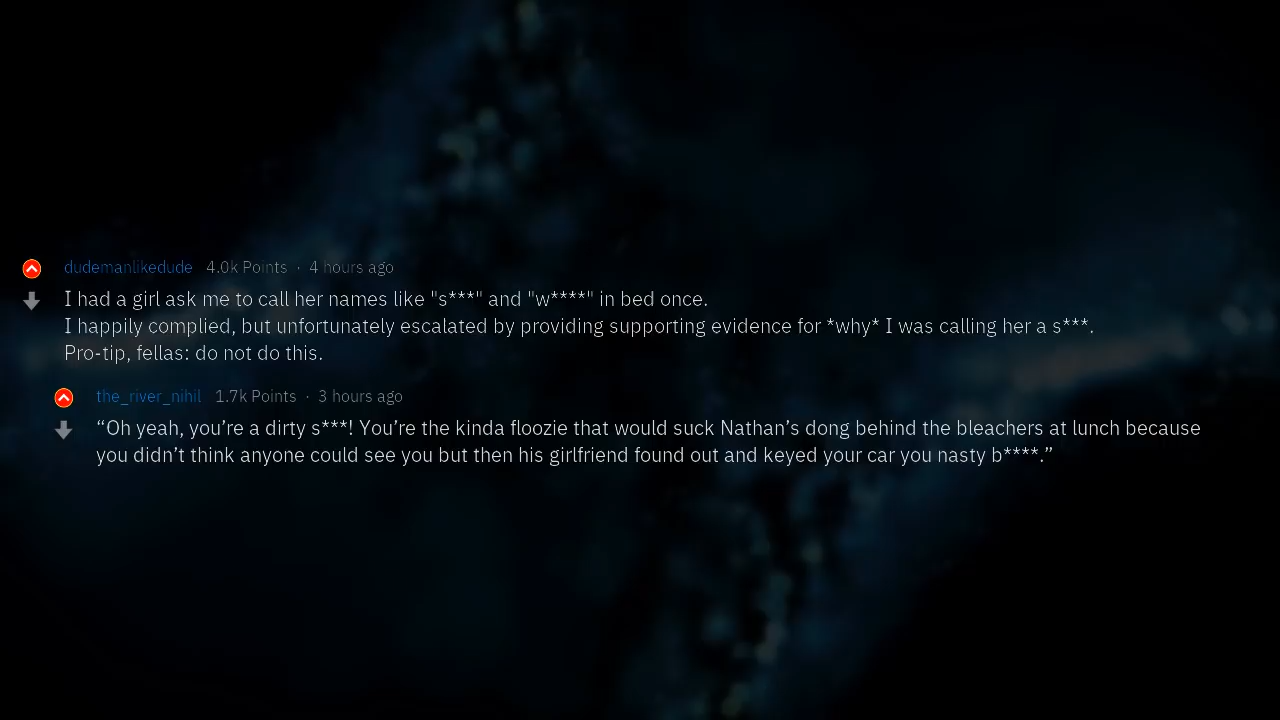 dudemanlikedude 4.0k Points · 4 hours ago
I had a girl ask me to call her names like "s***" and "w****" in bed once.
I happily complied, but unfortunately escalated by providing supporting evidence for *why* I was calling her a s***.
Pro-tip, fellas: do not do this.
the_river_nihil 1.7k Points · 3 hours ago
“Oh yeah, you’re a dirty s***! You’re the kinda floozie that would suck Nathan’s dong behind the bleachers at lunch because
you didn’t think anyone could see you but then his girlfriend found out and keyed your car you nasty b****.”